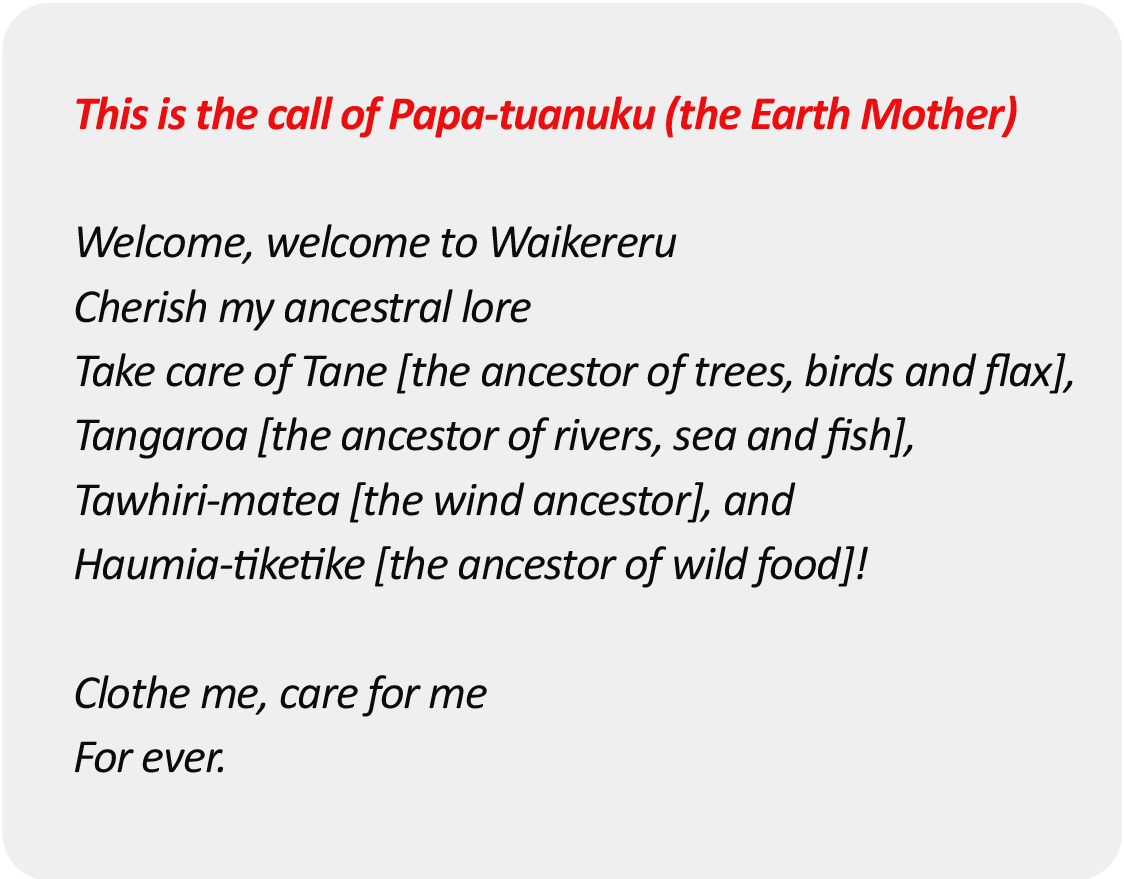 This is the call of Papa-tuanuku (the Earth Mother)
Welcome, welcome to Waikereru
Cherish my ancestral lore
Take care of Tane [the ancestor of trees, birds and flax],
Tangaroa [the ancestor of rivers, sea and fish],
Tawhiri-matea [the wind ancestor], and
Haumia-tiketike [the ancestor of wild food]!
Clothe me, care for me
For ever.